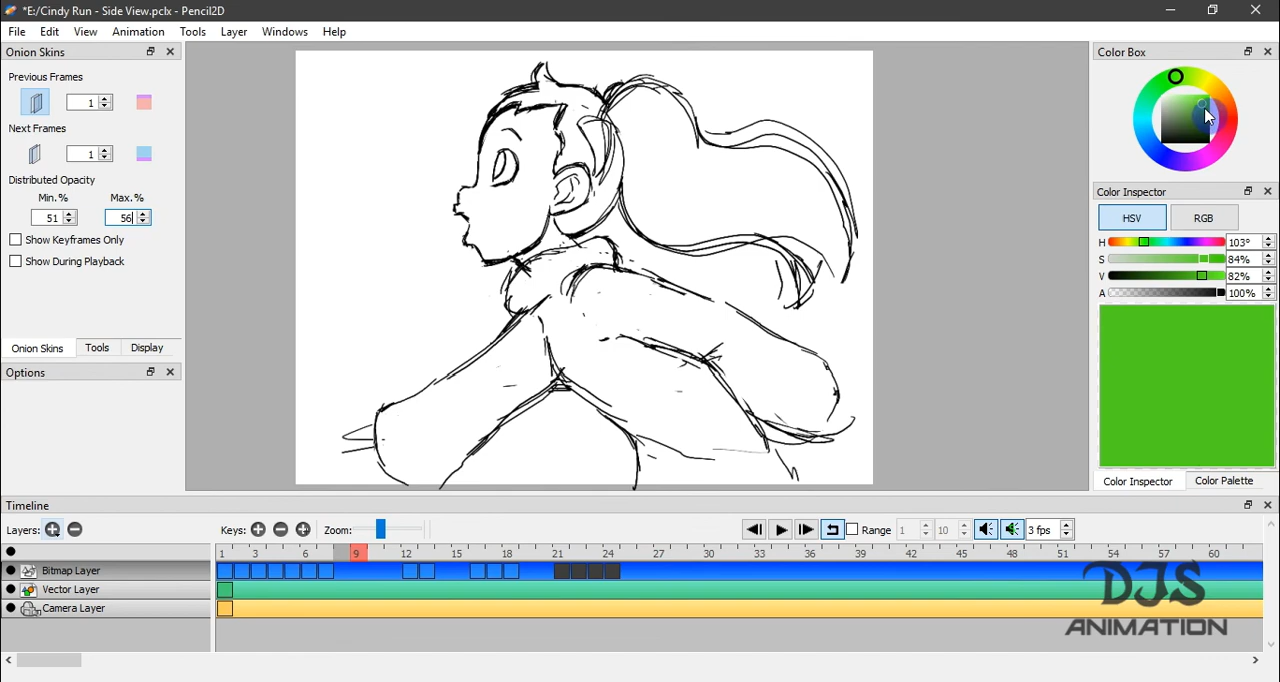 *E:/Cindy Run - Side View.pclx - Pencil2D
File Edit View Animation Tools Layer Windows Help
Onion Skins
Previous Frames
1
Next Frames
1
Distributed Opacity
Min. % Max. %
51 56
Show Keyframes Only
Show During Playback
Onion Skins Tools Display
Options
Color Box
Color Inspector
HSV RGB
H 103°
S 84%
V 82%
A 100%
Color Inspector Color Palette
Timeline
Layers: Keys: Zoom: Range 1 10 3 fps
1 3 6 9 12 15 18 21 24 27 30 33 36 39 42 45 48 51 54 57 60
Bitmap Layer
Vector Layer
Camera Layer
DJS
ANIMATION